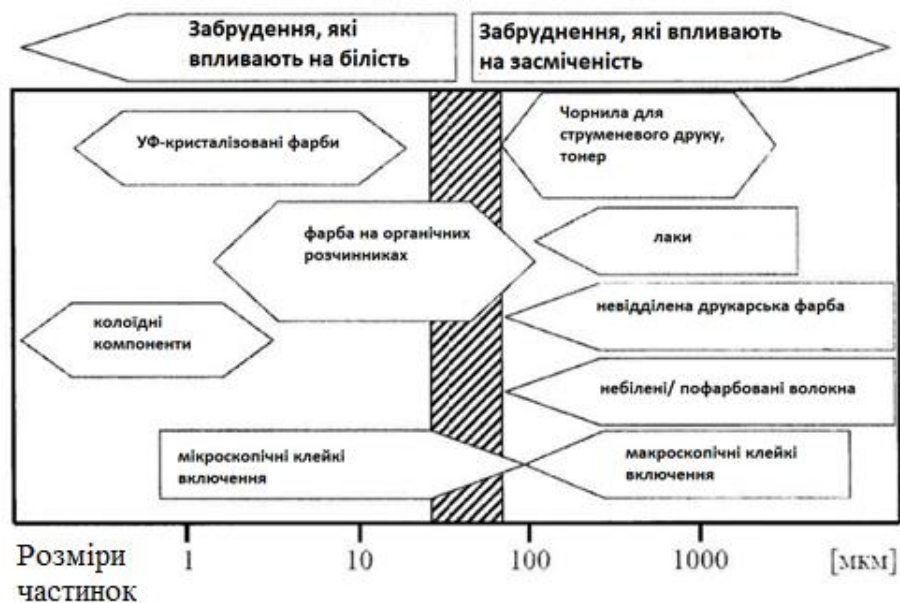 Забрудення, які
впливають на білість
Забруднення, які впливають
на засміченість
УФ-кристалізовані фарби
Чорнила для
струменевого друку,
тонер
фарба на органічних
розчинниках
лаки
колоїдні
компоненти
невідділена друкарська фарба
небілені/ пофарбовані волокна
мікроскопічні клейкі
включення
макроскопічні клейкі
включення
Розміри
частинок
1
10
100
1000
[мкм]